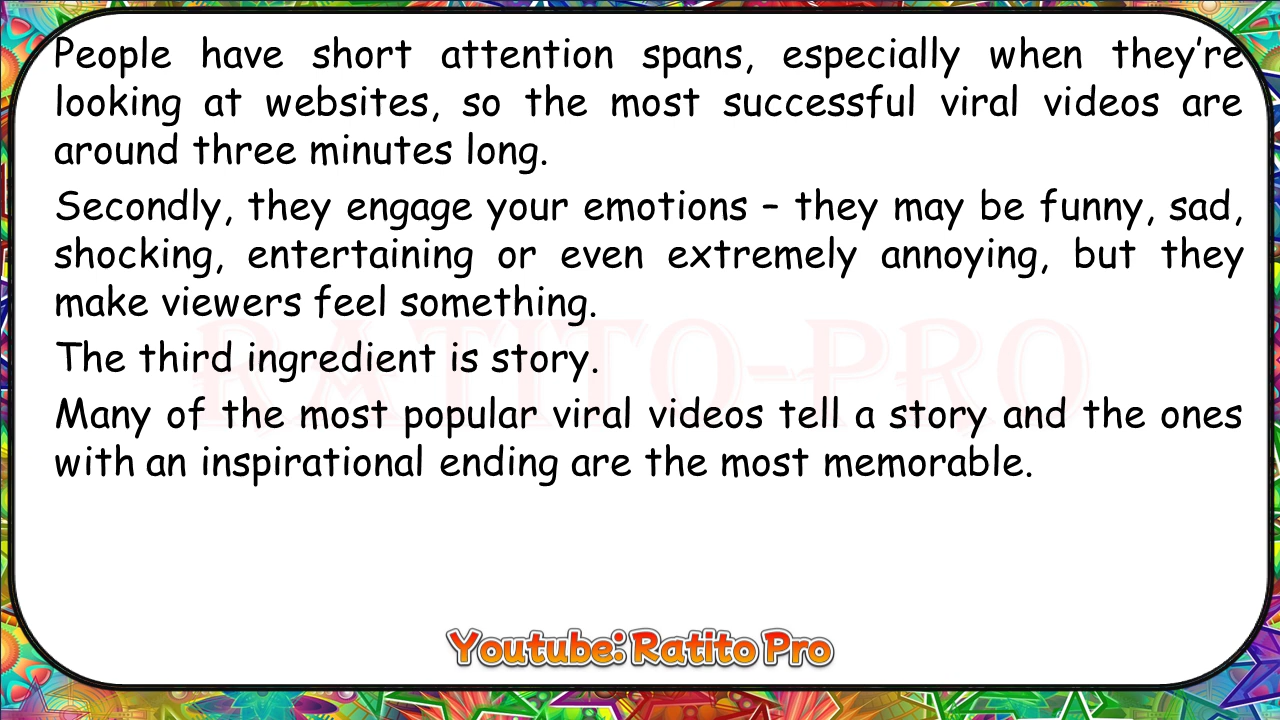 People have short attention spans, especially when they’re
looking at websites, so the most successful viral videos are
around three minutes long.
Secondly, they engage your emotions – they may be funny, sad,
shocking, entertaining or even extremely annoying, but they
make viewers feel something.
RATITO-PRO
The third ingredient is story.
Many of the most popular viral videos tell a story and the ones
with an inspirational ending are the most memorable.
Youtube: Ratito Pro